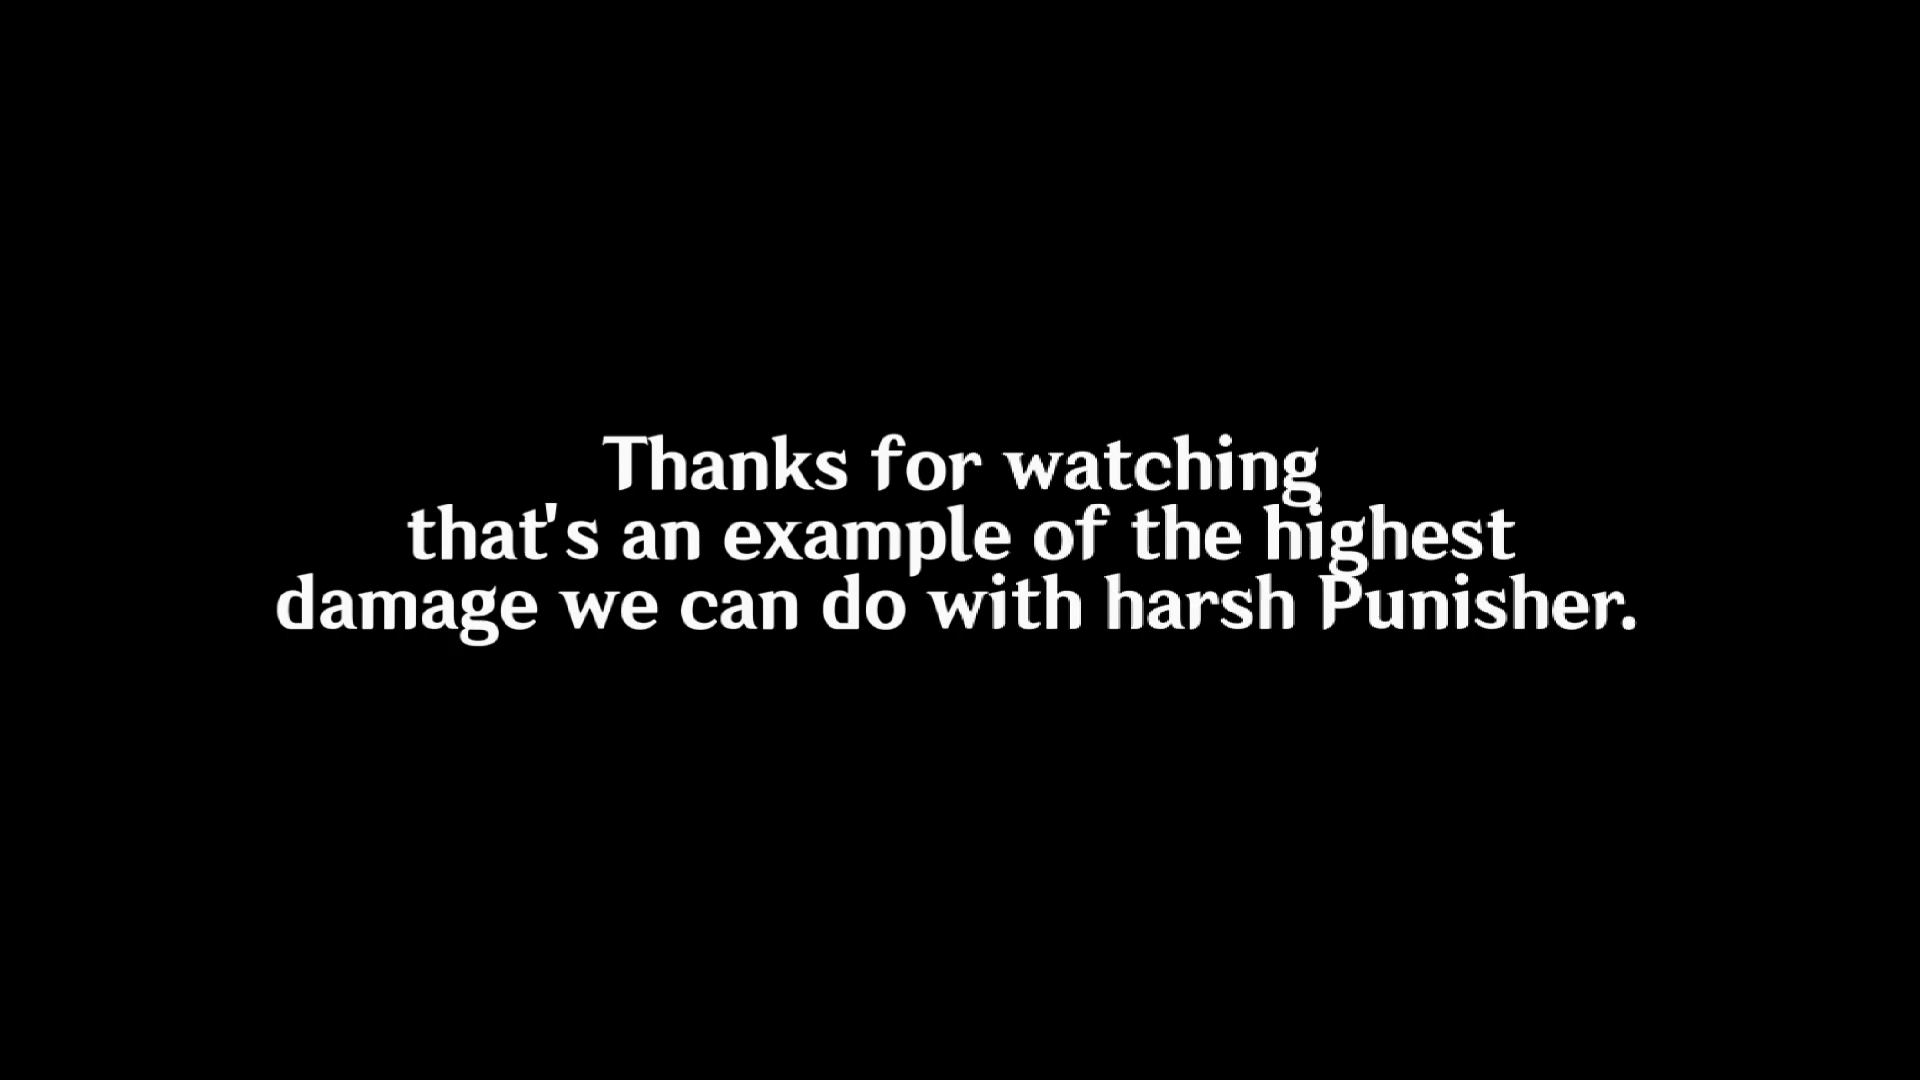 Thanks for watching
that's an example of the highest
damage we can do with harsh Punisher.